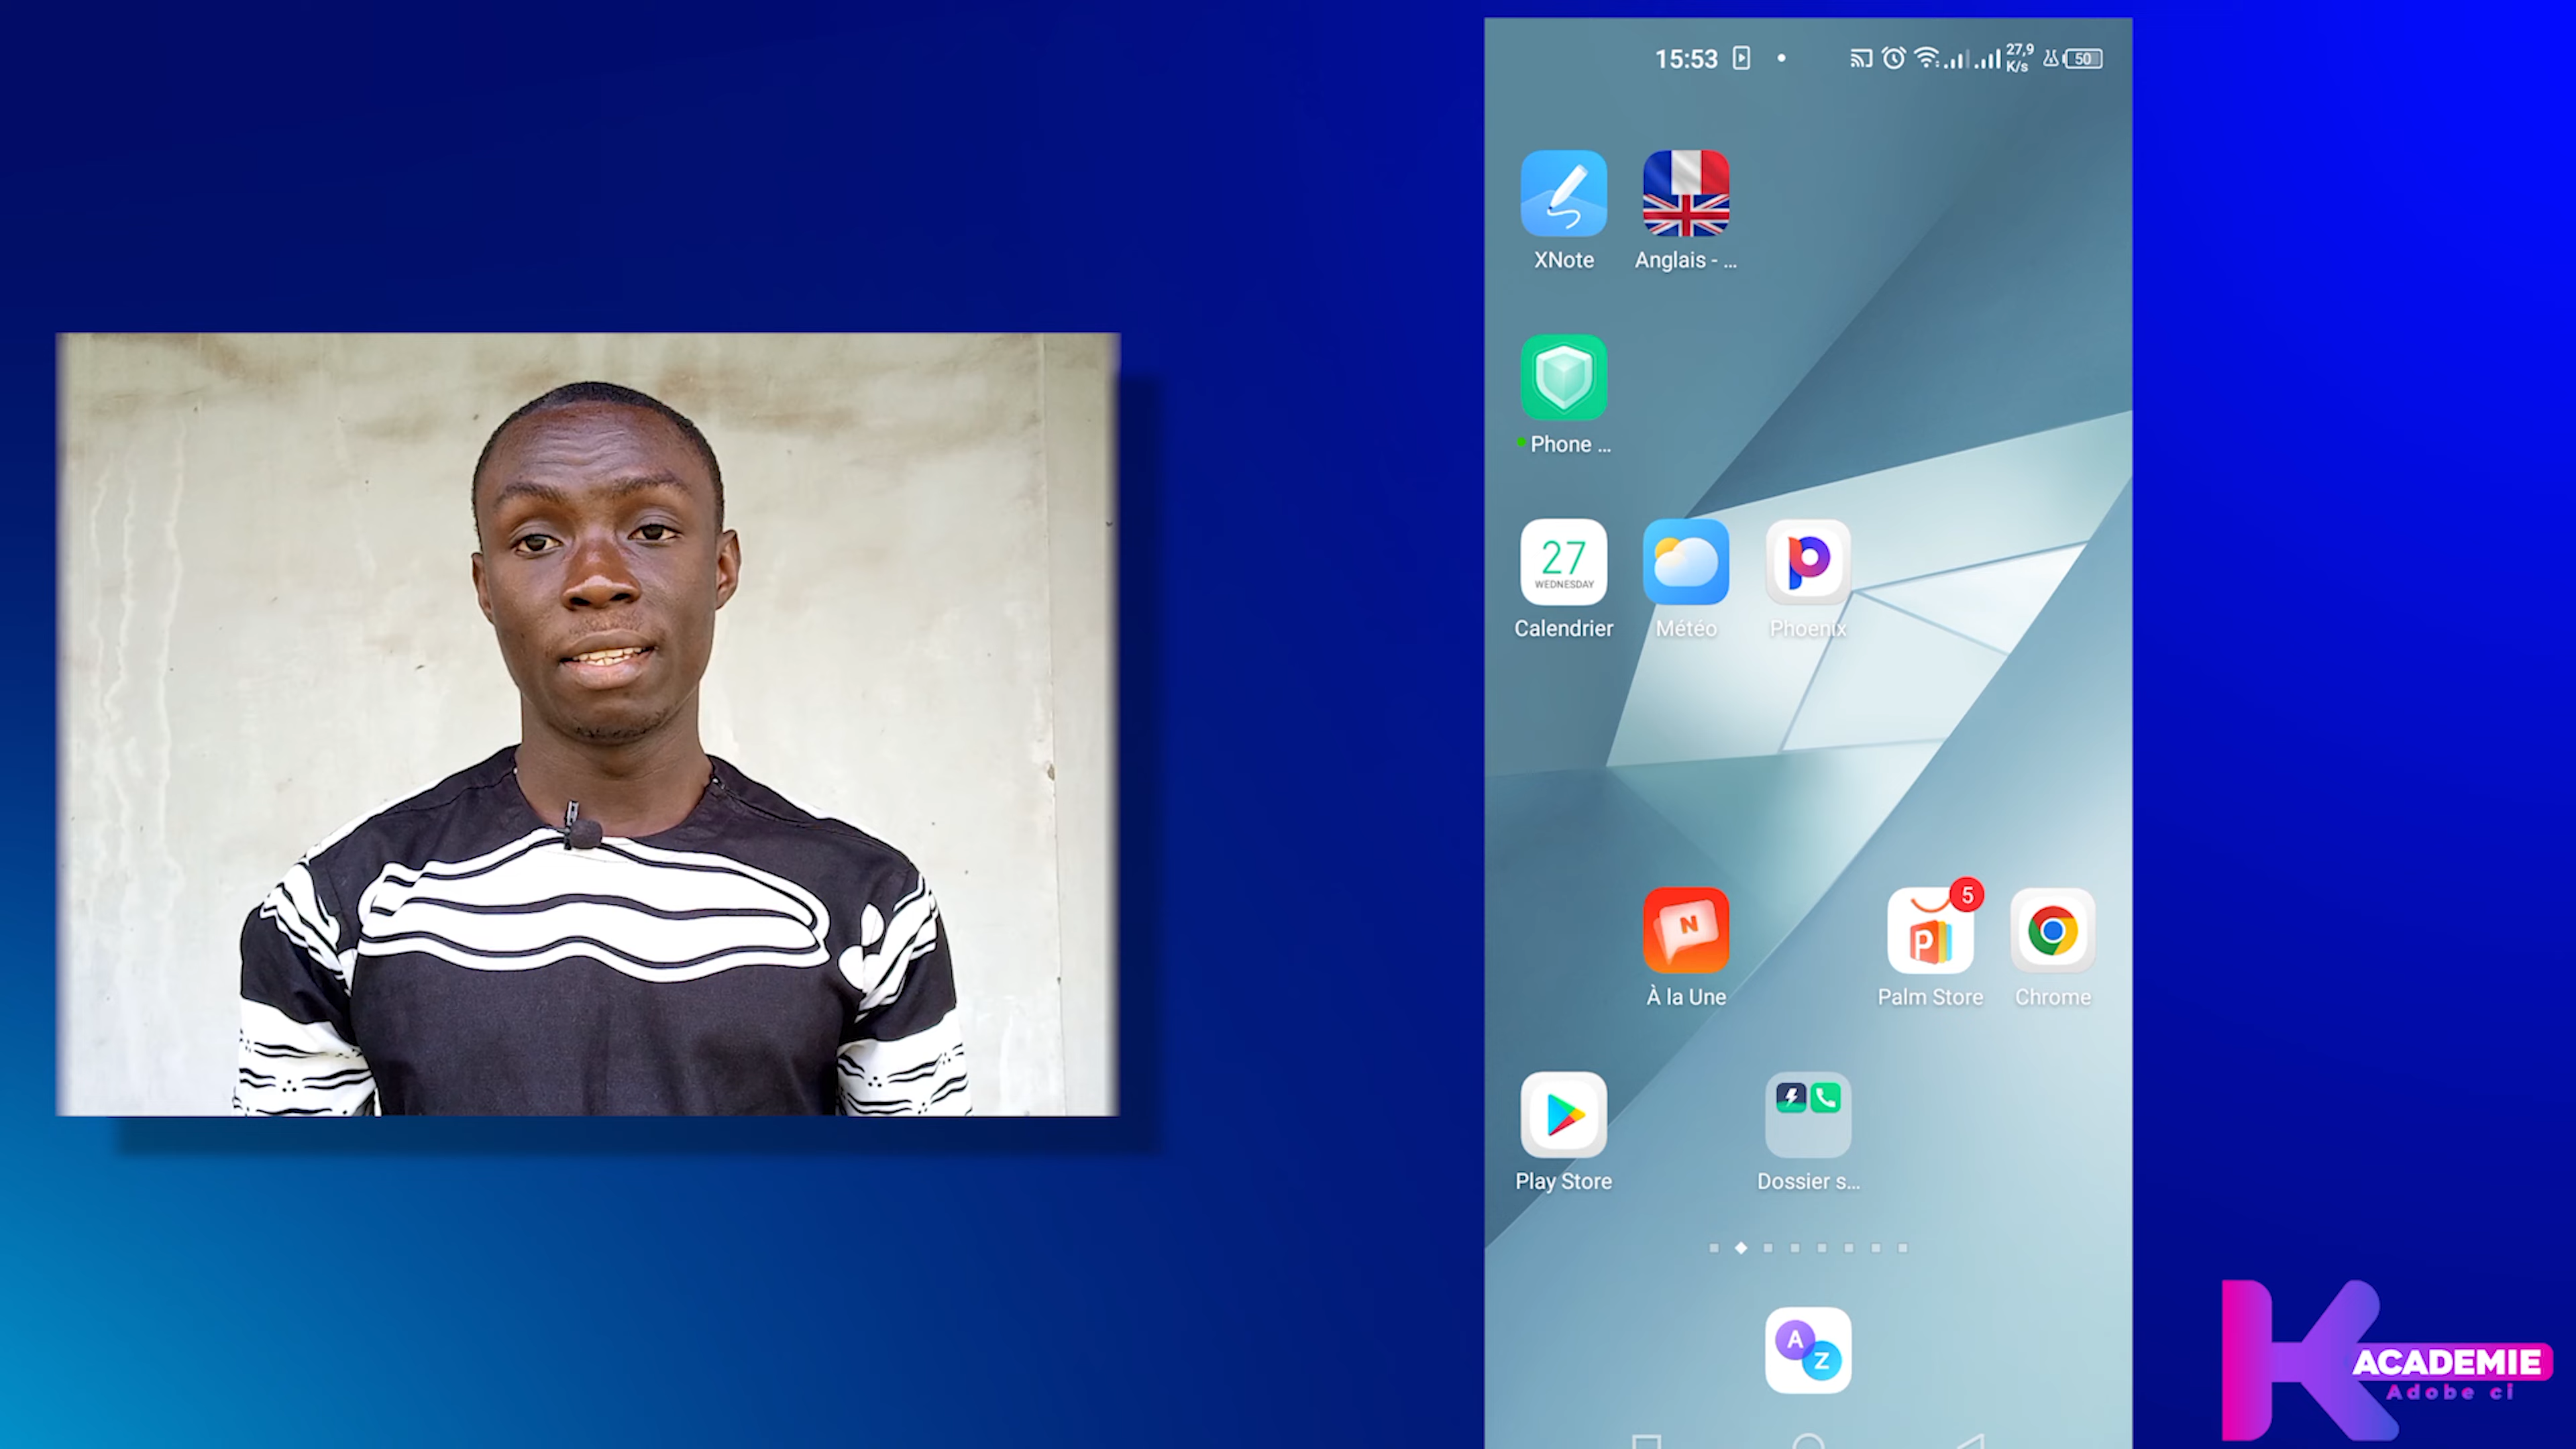 15:53
27,9
K/s
50
XNote
Anglais - ...
Phone ...
27
WEDNESDAY
Calendrier
Météo
Phoenix
N
5
À la Une
Palm Store
Chrome
Play Store
Dossier s...
A
Z
K
ACADEMIE
Adobe ci